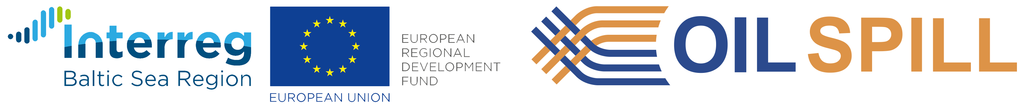 Interreg
Baltic Sea Region
EUROPEAN UNION
EUROPEAN
REGIONAL
DEVELOPMENT
FUND
OIL SPILL